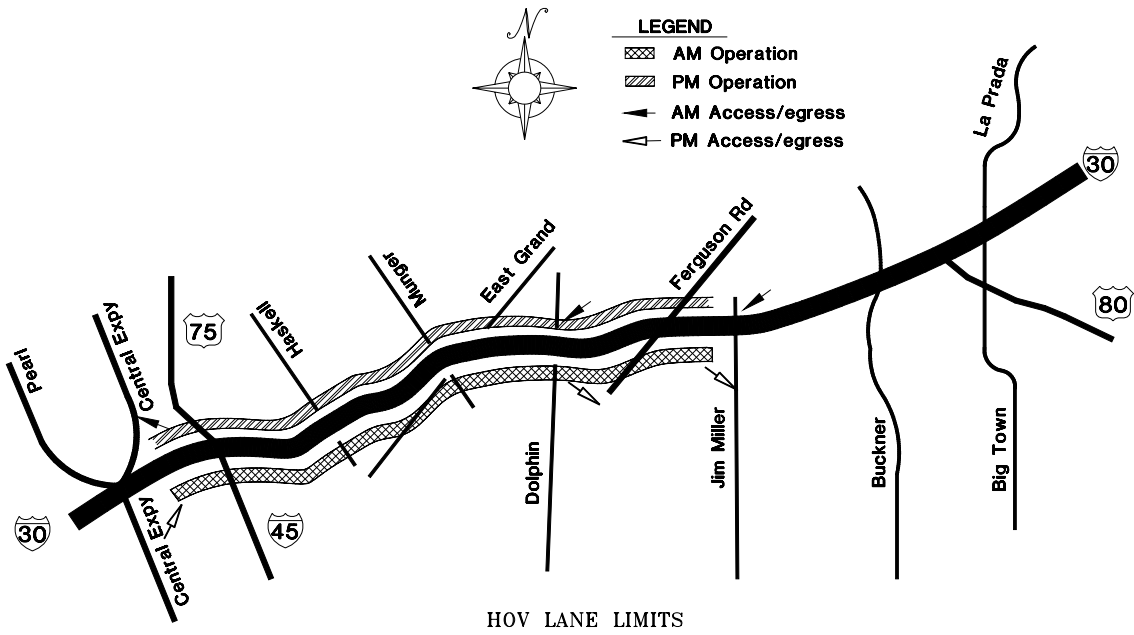 N
LEGEND
AM Operation
PM Operation
AM Access/egress
PM Access/egress
La Prada
30
Ferguson Rd
East Grand
Munger
Haskell
Central Expy
Pearl
75
80
Dolphin
Jim Miller
Buckner
Big Town
Central Expy
45
30
HOV LANE LIMITS